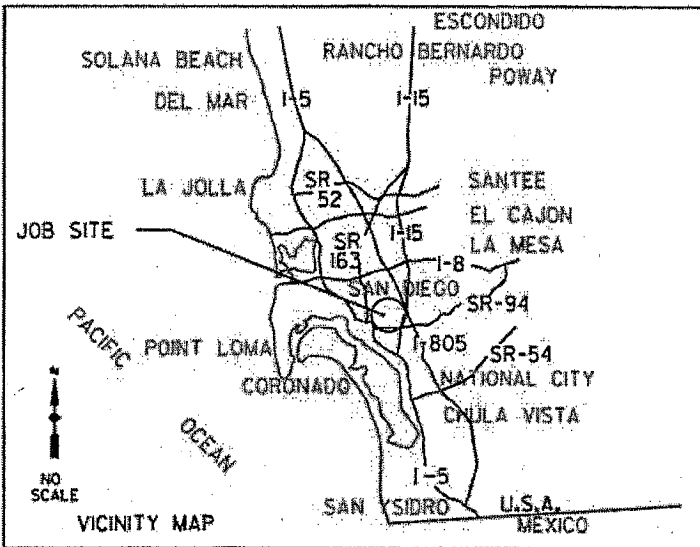 ESCONDIDO
SOLANA BEACH
RANCHO BERNARDO
POWAY
DEL MAR
I-5
I-15
LA JOLLA
SR
52
SANTEE
EL CAJON
JOB SITE
SR
163
I-15
LA MESA
I-8
SAN DIEGO
SR-94
PACIFIC
POINT LOMA
I-805
SR-54
CORONADO
NATIONAL CITY
CHULA VISTA
N
OCEAN
NO
SCALE
I-5
SAN YSIDRO
U.S.A.
VICINITY MAP
MEXICO